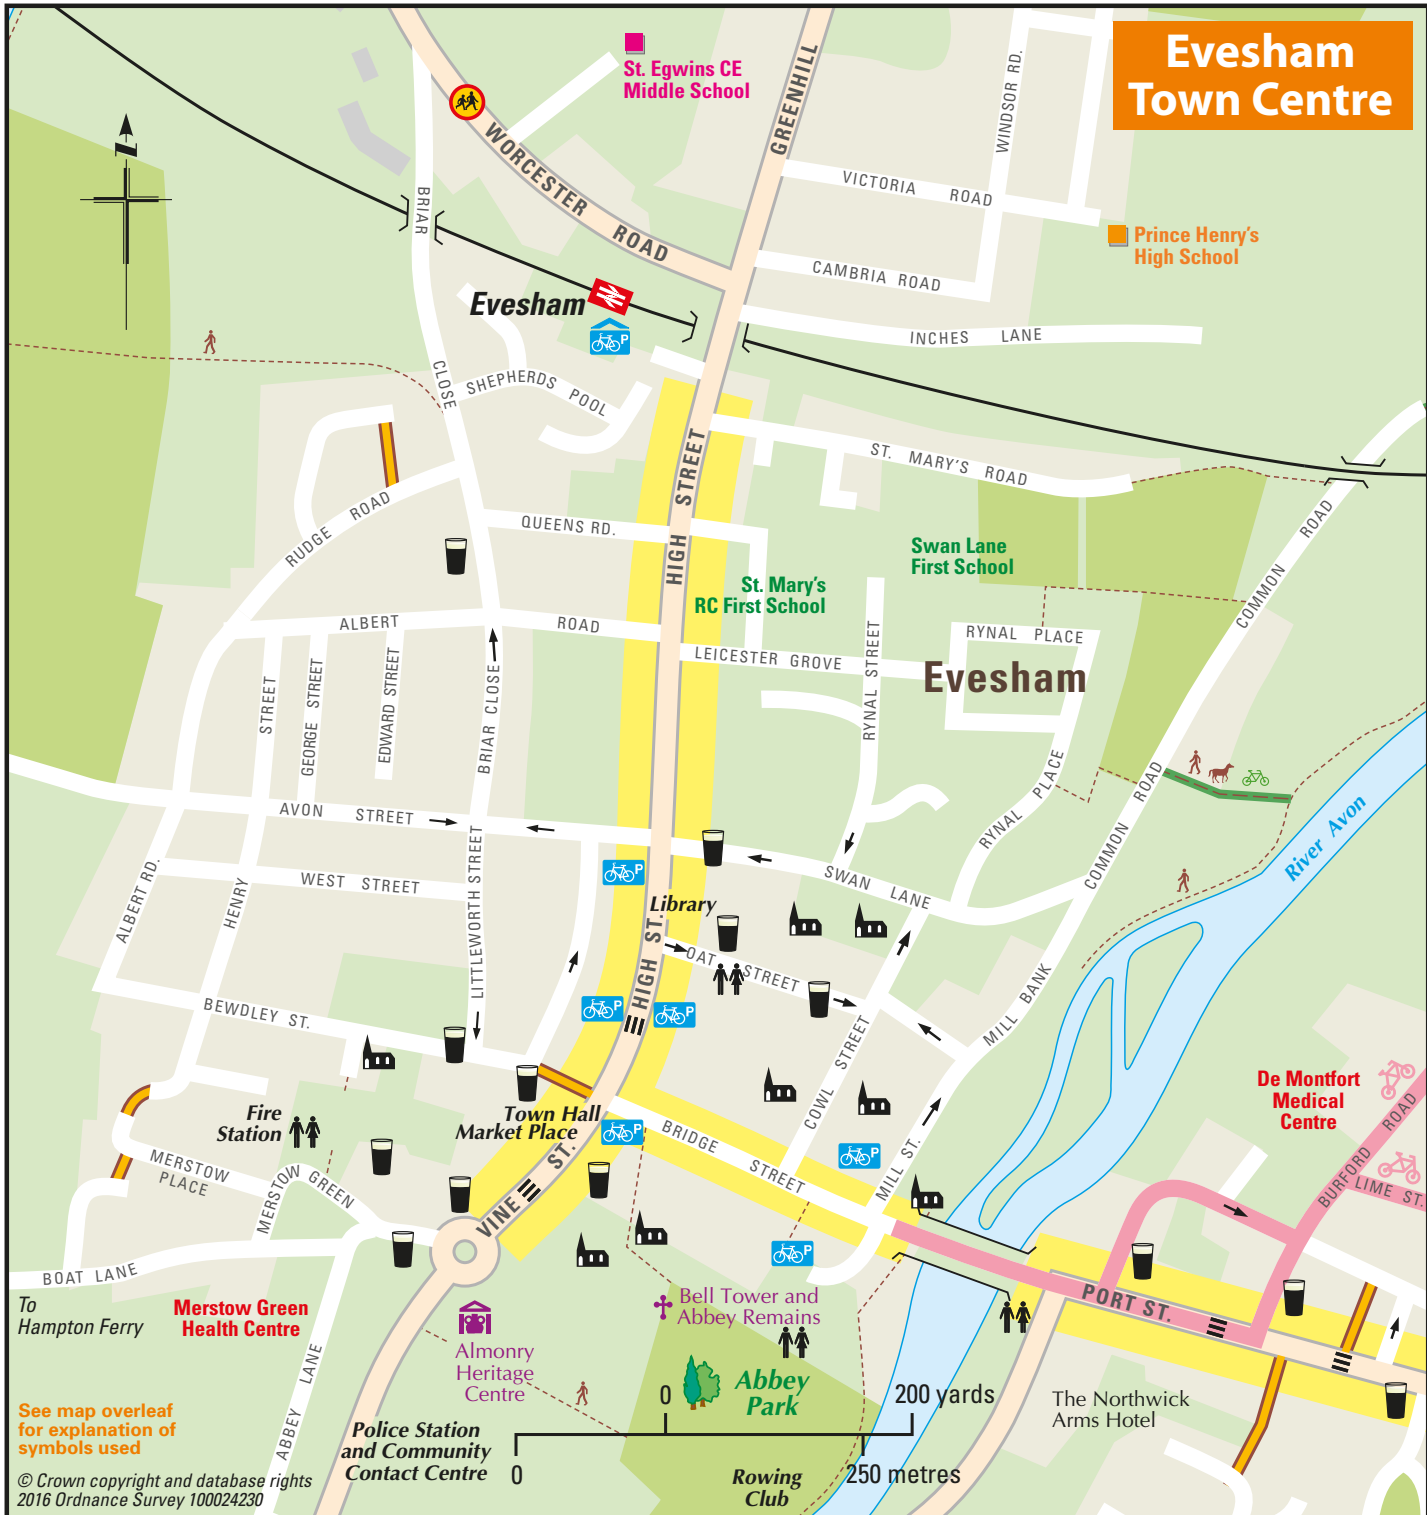 Evesham
Town Centre
St. Egwins CE
Middle School
GREENHILL
WINDSOR RD.
WORCESTER ROAD
VICTORIA ROAD
Prince Henry's
High School
N
BRIAR CLOSE
CAMBRIA ROAD
Evesham
P
INCHES LANE
SHEPHERDS POOL
HIGH STREET
ST. MARY'S ROAD
RUDGE ROAD
QUEENS RD.
HIGH STREET
COMMON ROAD
Swan Lane
First School
St. Mary's
RC First School
ALBERT ROAD
RYNAL STREET
RYNAL PLACE
LEICESTER GROVE
Evesham
STREET
GEORGE STREET
EDWARD STREET
BRIAR CLOSE
RYNAL PLACE
COMMON ROAD
River Avon
AVON STREET
LITTLEWORTH STREET
P
SWAN LANE
ALBERT RD.
HENRY
WEST STREET
Library
HIGH ST.
OAT STREET
BEWDLEY ST.
P
P
MILL BANK
COWL STREET
De Montfort
Medical
Centre
BURFORD ROAD
LIME ST.
Fire
Station
Town Hall
Market Place
P
BRIDGE STREET
P
MILL ST.
MERSTOW
PLACE
MERSTOW GREEN
VINE ST.
P
BOAT LANE
To
Hampton Ferry
Merstow Green
Health Centre
Bell Tower and
Abbey Remains
PORT ST.
Almonry
Heritage
Centre
ABBEY LANE
Abbey
Park
The Northwick
Arms Hotel
0
200 yards
0
250 metres
Police Station
and Community
Contact Centre
Rowing
Club
See map overleaf
for explanation of
symbols used
© Crown copyright and database rights
2016 Ordnance Survey 100024230